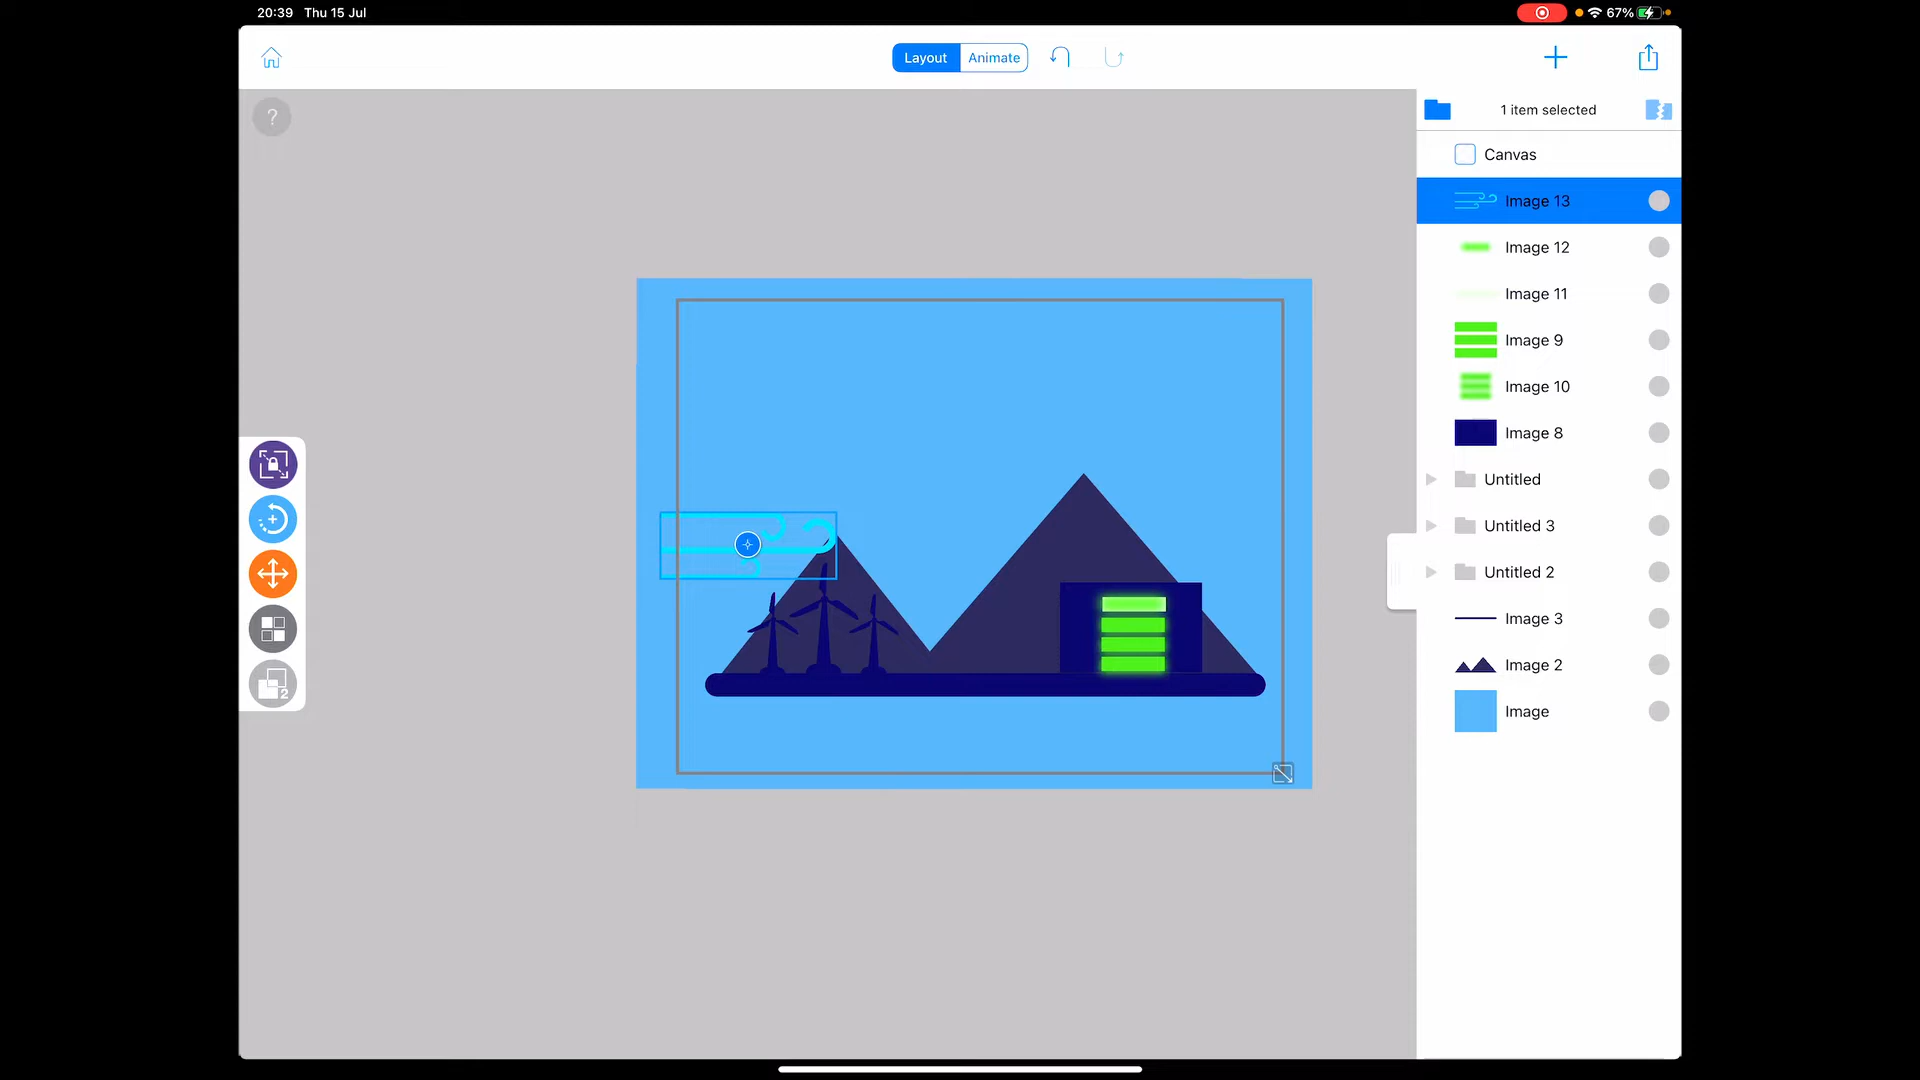 20:39 Thu 15 Jul
67%
Layout Animate
?
1 item selected
Canvas
Image 13
Image 12
Image 11
Image 9
Image 10
Image 8
Untitled
Untitled 3
Untitled 2
Image 3
Image 2
Image
2